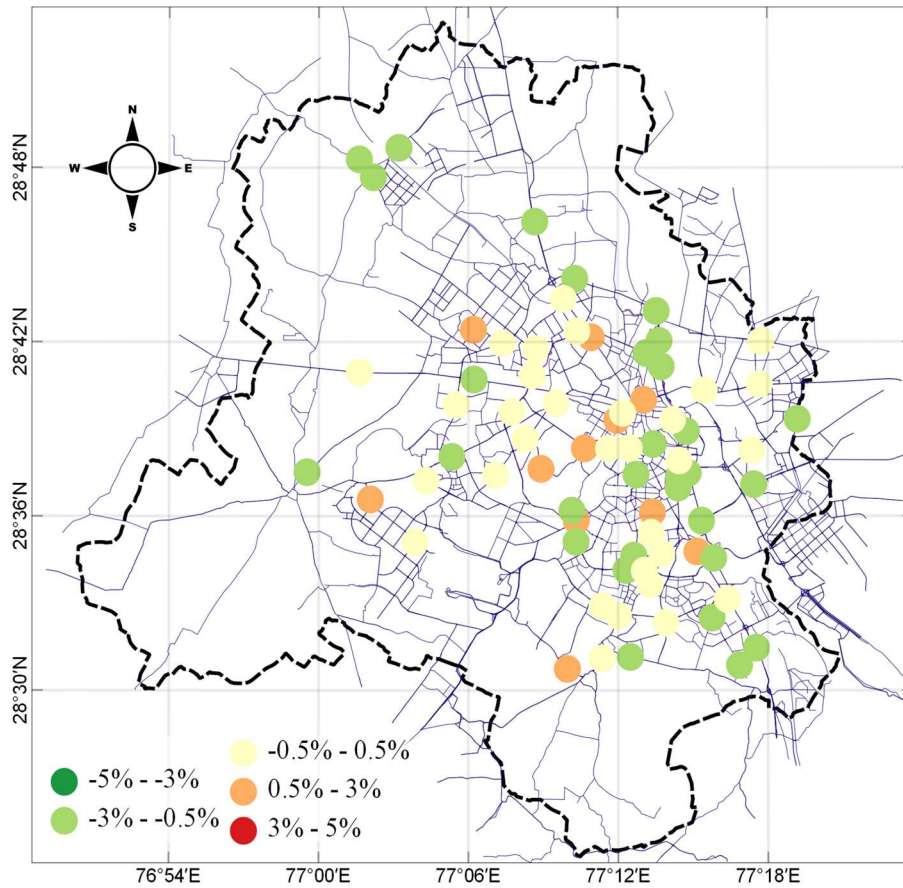 N
W E
S
28°48′N
28°42′N
28°36′N
28°30′N
-0.5% - 0.5%
-5% - -3%
0.5% - 3%
-3% - -0.5%
3% - 5%
76°54′E 77°00′E 77°06′E 77°12′E 77°18′E